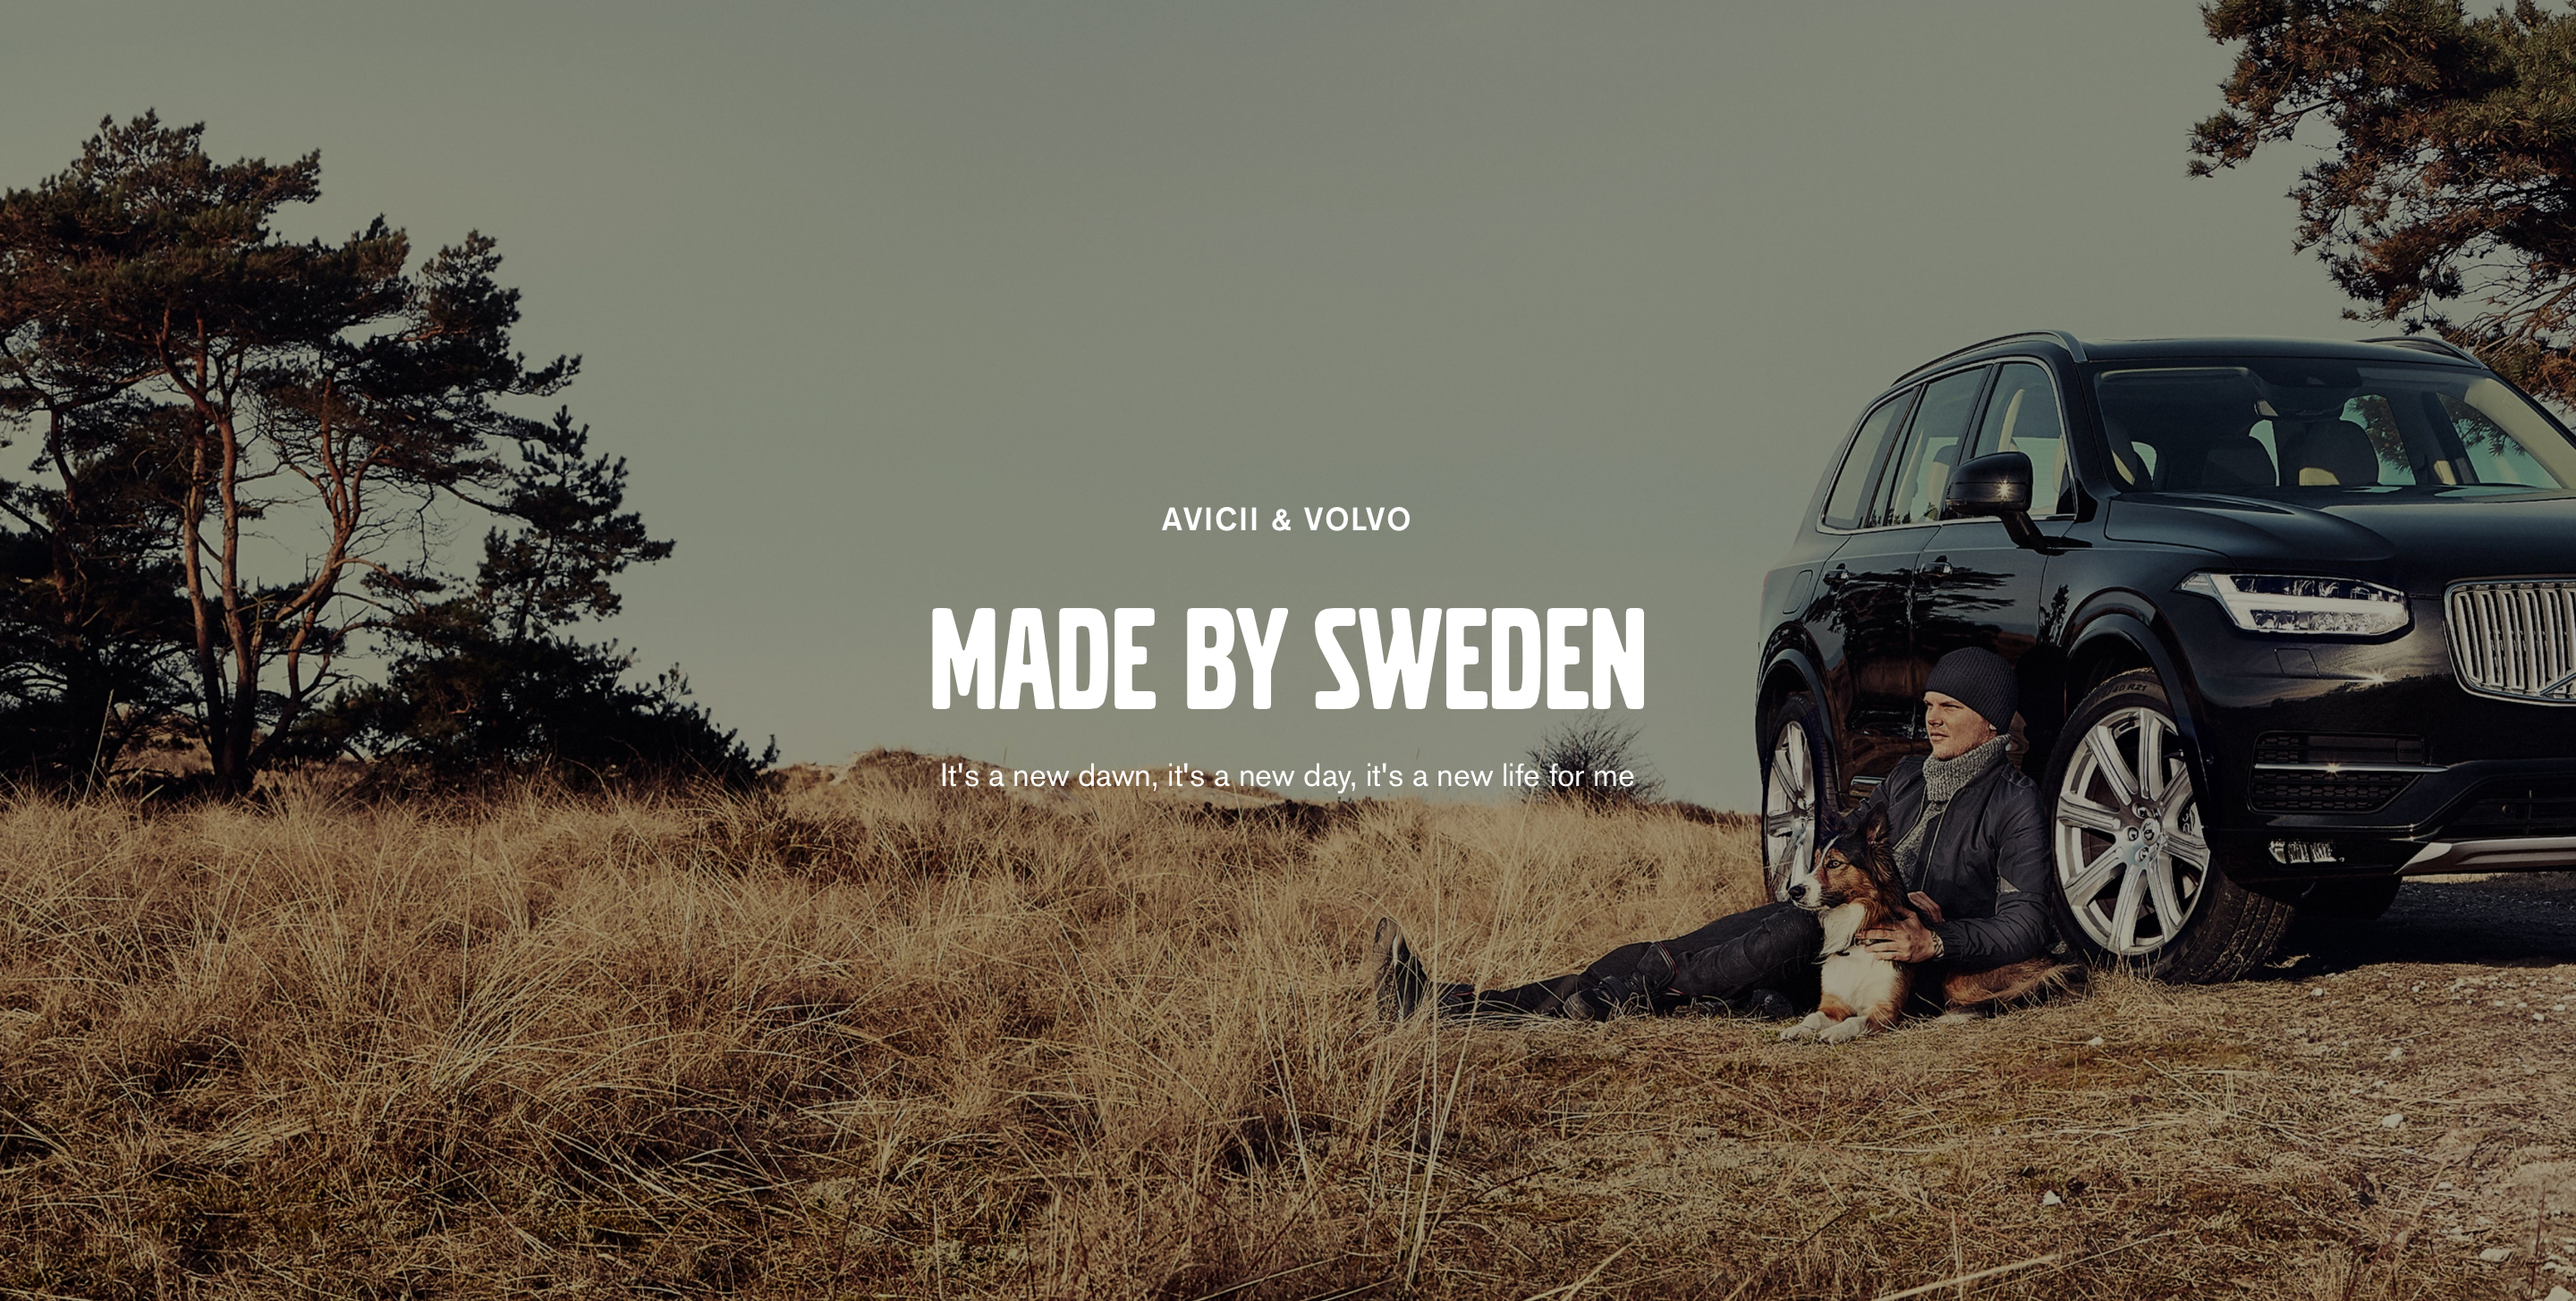 AVICII & VOLVO
MADE BY SWEDEN
It's a new dawn, it's a new day, it's a new life for me